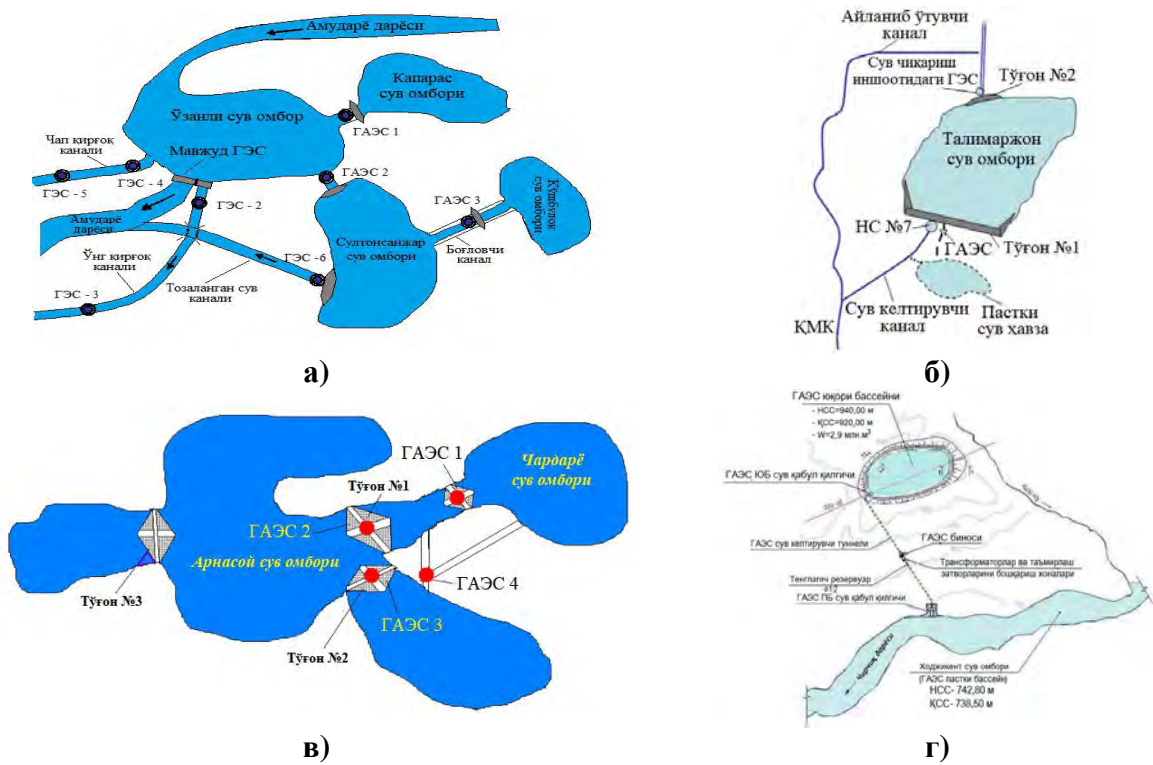 Амударё дарёси
Капарас
сув омбори
Ўзанли сув омбор
ГАЭС 1
Чап қирғоқ
канали
Мавжуд ГЭС
ГАЭС 2
ГЭС - 4
ГЭС - 5
ГЭС - 2
ГАЭС 3
Қўшбулоқ
сув омбори
Амударё
дарёси
Султонсанжар
сув омбори
Боғловчи
канал
Ўнг қирғоқ
канали
ГЭС -6
Тозаланган сув
канали
ГЭС - 3
а)
Айланиб ўтувчи
канал
Сув чиқариш
иншоотидаги ГЭС
Тўғон №2
Талимаржон
сув омбори
НС №7
ГАЭС
Тўғон №1
Сув келтирувчи
канал
Пастки
сув ҳавза
ҚМК
б)
ГАЭС 1
Чардарё
сув омбори
Тўғон №1
ГАЭС 2
Арнасой сув омбори
ГАЭС 4
Тўғон №3
ГАЭС 3
Тўғон №2
в)
ГАЭС юқори бассейни
- НСС=940,00 м
- ҚСС=920,00 м
- W=2,9 млн.м³
ГАЭС ЮБ сув қабул қилгичи
ГАЭС сув келтирувчи туннели
ГАЭС биноси
Трансформаторлар ва таъмирлаш
затворларини бошқариш хоналари
Тенглагич резервуар
ГАЭС ПБ сув қабул қилгичи
Чирчиқ дарёси
Ходжикент сув омбори
(ГАЭС пастки бассейн)
НСС- 742,80 м
ҚСС- 738,50 м
г)